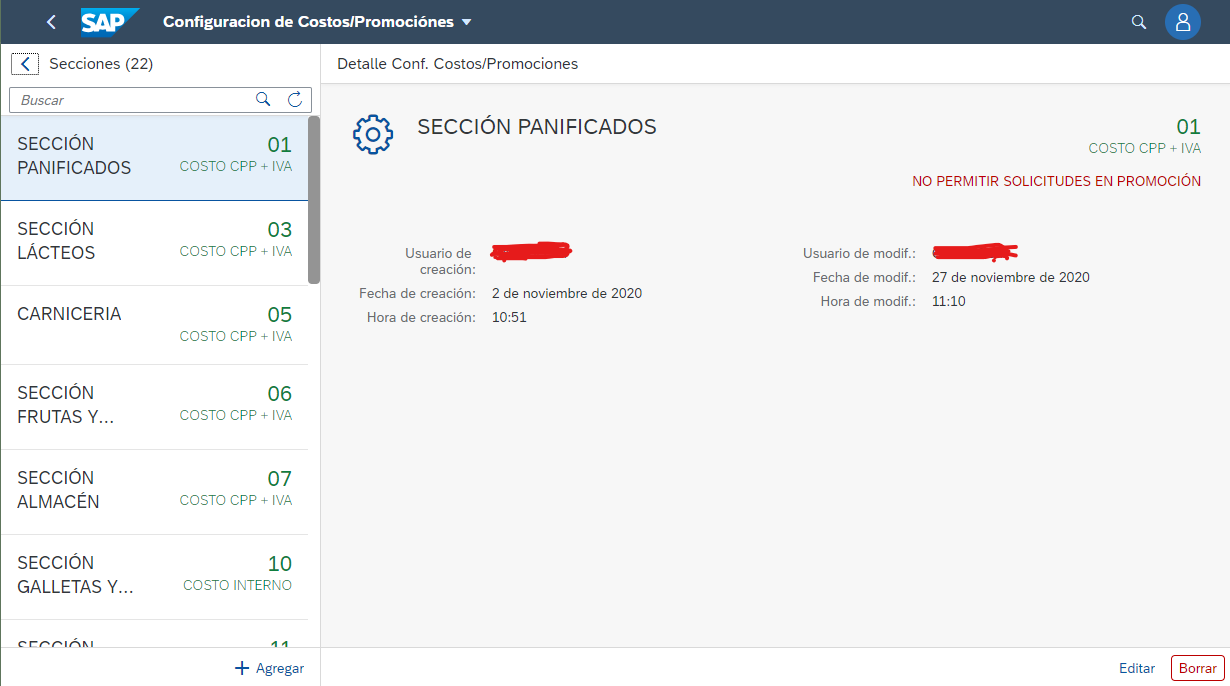 SAP
Configuracion de Costos/Promociónes
Secciones (22)
Buscar
SECCIÓN PANIFICADOS
01
COSTO CPP + IVA
SECCIÓN LÁCTEOS
03
COSTO CPP + IVA
CARNICERIA
05
COSTO CPP + IVA
SECCIÓN FRUTAS Y...
06
COSTO CPP + IVA
SECCIÓN ALMACÉN
07
COSTO CPP + IVA
SECCIÓN GALLETAS Y...
10
COSTO INTERNO
SECCIÓN
11
Agregar
Detalle Conf. Costos/Promociones
SECCIÓN PANIFICADOS
01
COSTO CPP + IVA
NO PERMITIR SOLICITUDES EN PROMOCIÓN
Usuario de creación:
Fecha de creación: 2 de noviembre de 2020
Hora de creación: 10:51
Usuario de modif.:
Fecha de modif.: 27 de noviembre de 2020
Hora de modif.: 11:10
Editar
Borrar